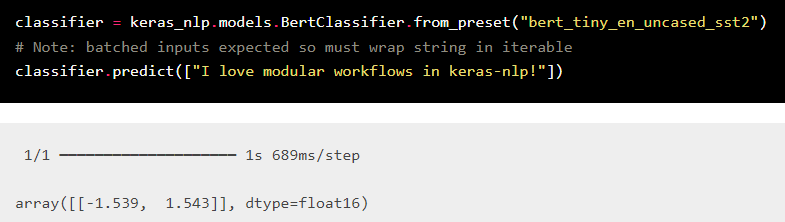 classifier = keras_nlp.models.BertClassifier.from_preset("bert_tiny_en_uncased_sst2")
# Note: batched inputs expected so must wrap string in iterable
classifier.predict(["I love modular workflows in keras-nlp!"])
1/1 ━━━━━━━━━━━━━━━━━━━━ 1s 689ms/step
array([[-1.539,  1.543]], dtype=float16)